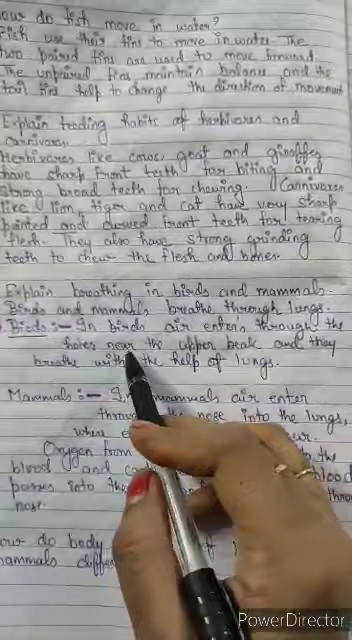 How do fish move in water?
Fish use their fins to move in water. The
two paired fins are used to move forward.
The unpaired fins maintain balance and the
tail fins help to change the direction of movement
Explain feeding habits of herbivores and
carnivores
Herbivores like cows, goat and giraffes
have sharp front teeth for biting and
strong broad teeth for chewing. Carnivores
like lion, tiger and cat have very sharp
pointed and curved front teeth for tearing
flesh. They also have strong grinding
teeth to chew the flesh and bones.
Explain breathing in birds and mammals.
Birds and mammals breathe through lungs.
Birds :- In birds air enters through the
holes near the upper beak and they
breathe with the help of lungs.
Mammals :- In mammals air enter
through the nose into the lungs,
where
Oxygen from the
blood and blood
passes into
nose.
How do body of
mammals
PowerDirector